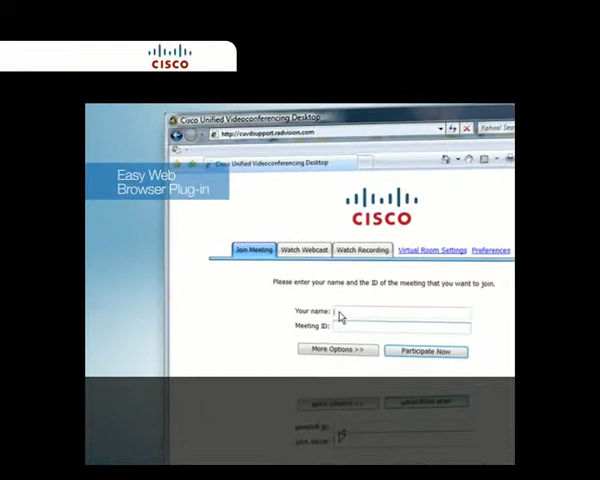 CISCO
Cisco Unified Videoconferencing Desktop
http://cuvdsupport.radvision.com
Yahoo! Sea
Cisco Unified Videoconferencing Desktop
Easy Web
Browser Plug-in
CISCO
Join Meeting Watch Webcast Watch Recording Virtual Room Settings Preferences
Please enter your name and the ID of the meeting that you want to join.
Your name:
Meeting ID:
More Options >> Participate Now